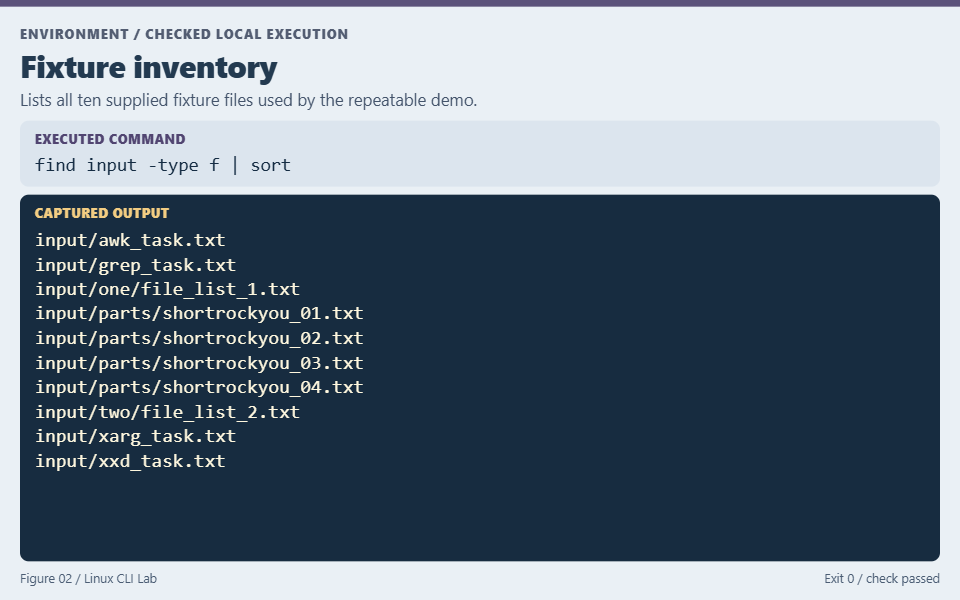 ENVIRONMENT / CHECKED LOCAL EXECUTION
Fixture inventory
Lists all ten supplied fixture files used by the repeatable demo.
EXECUTED COMMAND
find input -type f | sort
CAPTURED OUTPUT
input/awk_task.txt
input/grep_task.txt
input/one/file_list_1.txt
input/parts/shortrockyou_01.txt
input/parts/shortrockyou_02.txt
input/parts/shortrockyou_03.txt
input/parts/shortrockyou_04.txt
input/two/file_list_2.txt
input/xarg_task.txt
input/xxd_task.txt
Figure 02 / Linux CLI Lab
Exit 0 / check passed